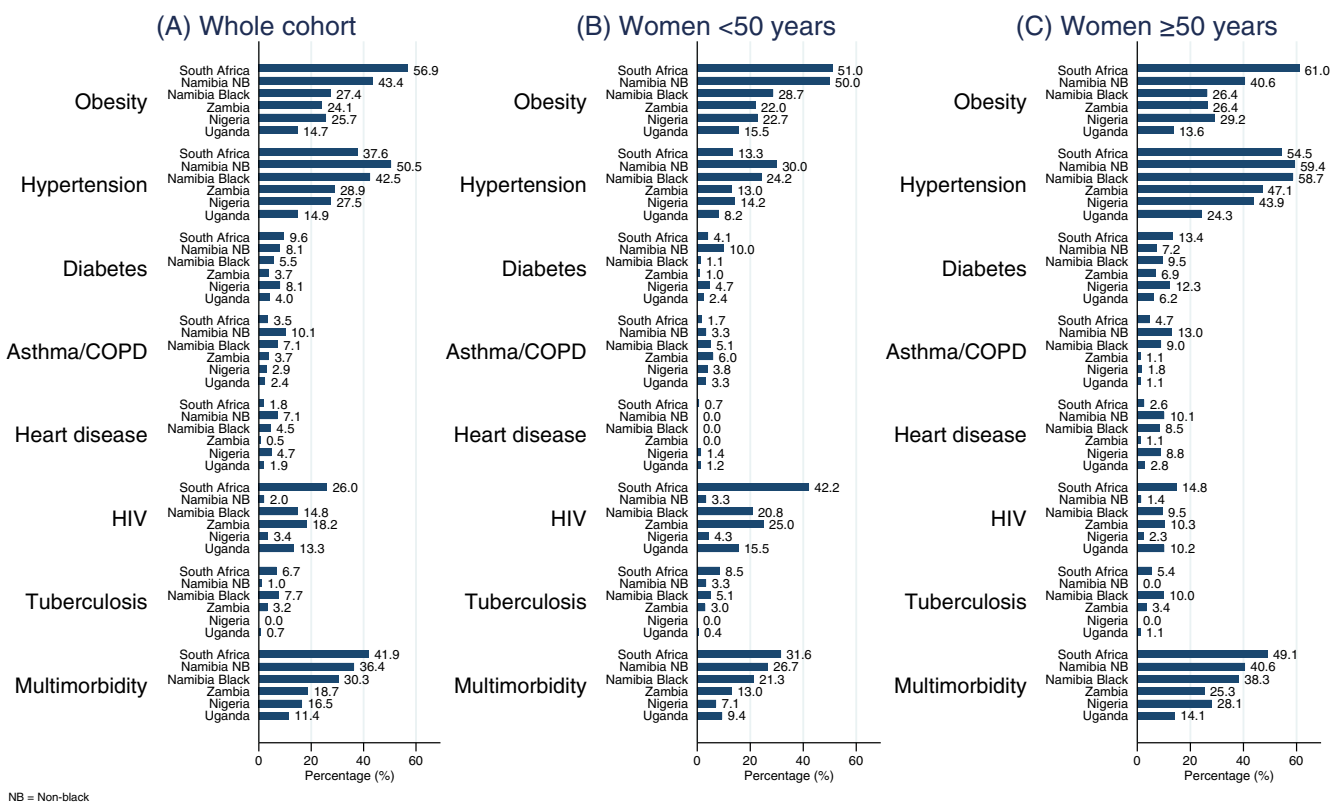 (A) Whole cohort
Obesity
South Africa 56.9
Namibia NB 43.4
Namibia Black 27.4
Zambia 24.1
Nigeria 25.7
Uganda 14.7
Hypertension
South Africa 37.6
Namibia NB 50.5
Namibia Black 42.5
Zambia 28.9
Nigeria 27.5
Uganda 14.9
Diabetes
South Africa 9.6
Namibia NB 8.1
Namibia Black 5.5
Zambia 3.7
Nigeria 8.1
Uganda 4.0
Asthma/COPD
South Africa 3.5
Namibia NB 10.1
Namibia Black 7.1
Zambia 3.7
Nigeria 2.9
Uganda 2.4
Heart disease
South Africa 1.8
Namibia NB 7.1
Namibia Black 4.5
Zambia 0.5
Nigeria 4.7
Uganda 1.9
HIV
South Africa 26.0
Namibia NB 2.0
Namibia Black 14.8
Zambia 18.2
Nigeria 3.4
Uganda 13.3
Tuberculosis
South Africa 6.7
Namibia NB 1.0
Namibia Black 7.7
Zambia 3.2
Nigeria 0.0
Uganda 0.7
Multimorbidity
South Africa 41.9
Namibia NB 36.4
Namibia Black 30.3
Zambia 18.7
Nigeria 16.5
Uganda 11.4
0 20 40 60
Percentage (%)
(B) Women <50 years
Obesity
South Africa 51.0
Namibia NB 50.0
Namibia Black 28.7
Zambia 22.0
Nigeria 22.7
Uganda 15.5
Hypertension
South Africa 13.3
Namibia NB 30.0
Namibia Black 24.2
Zambia 13.0
Nigeria 14.2
Uganda 8.2
Diabetes
South Africa 4.1
Namibia NB 10.0
Namibia Black 1.1
Zambia 1.0
Nigeria 4.7
Uganda 2.4
Asthma/COPD
South Africa 1.7
Namibia NB 3.3
Namibia Black 5.1
Zambia 6.0
Nigeria 3.8
Uganda 3.3
Heart disease
South Africa 0.7
Namibia NB 0.0
Namibia Black 0.0
Zambia 0.0
Nigeria 1.4
Uganda 1.2
HIV
South Africa 42.2
Namibia NB 3.3
Namibia Black 20.8
Zambia 25.0
Nigeria 4.3
Uganda 15.5
Tuberculosis
South Africa 8.5
Namibia NB 3.3
Namibia Black 5.1
Zambia 3.0
Nigeria 0.0
Uganda 0.4
Multimorbidity
South Africa 31.6
Namibia NB 26.7
Namibia Black 21.3
Zambia 13.0
Nigeria 7.1
Uganda 9.4
0 20 40 60
Percentage (%)
(C) Women ≥50 years
Obesity
South Africa 61.0
Namibia NB 40.6
Namibia Black 26.4
Zambia 26.4
Nigeria 29.2
Uganda 13.6
Hypertension
South Africa 54.5
Namibia NB 59.4
Namibia Black 58.7
Zambia 47.1
Nigeria 43.9
Uganda 24.3
Diabetes
South Africa 13.4
Namibia NB 7.2
Namibia Black 9.5
Zambia 6.9
Nigeria 12.3
Uganda 6.2
Asthma/COPD
South Africa 4.7
Namibia NB 13.0
Namibia Black 9.0
Zambia 1.1
Nigeria 1.8
Uganda 1.1
Heart disease
South Africa 2.6
Namibia NB 10.1
Namibia Black 8.5
Zambia 1.1
Nigeria 8.8
Uganda 2.8
HIV
South Africa 14.8
Namibia NB 1.4
Namibia Black 9.5
Zambia 10.3
Nigeria 2.3
Uganda 10.2
Tuberculosis
South Africa 5.4
Namibia NB 0.0
Namibia Black 10.0
Zambia 3.4
Nigeria 0.0
Uganda 1.1
Multimorbidity
South Africa 49.1
Namibia NB 40.6
Namibia Black 38.3
Zambia 25.3
Nigeria 28.1
Uganda 14.1
0 20 40 60
Percentage (%)
NB = Non-black